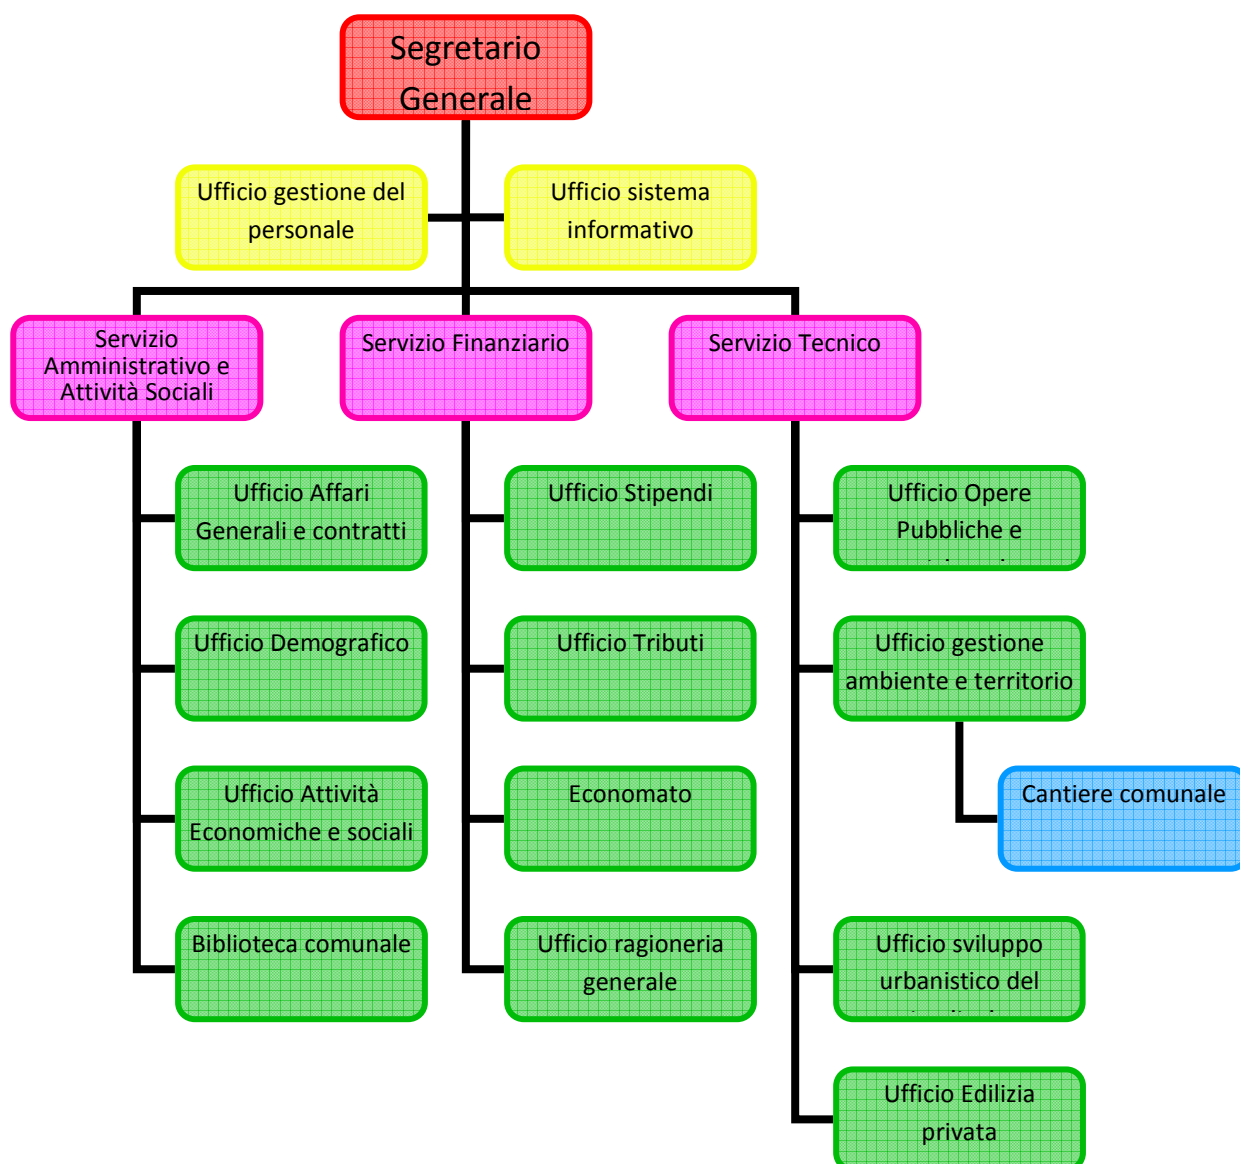 Segretario
Generale
Ufficio gestione del
personale
Ufficio sistema
informativo
Servizio
Amministrativo e
Attività Sociali
Servizio Finanziario
Servizio Tecnico
Ufficio Affari
Generali e contratti
Ufficio Stipendi
Ufficio Opere
Pubbliche e
Ufficio Demografico
Ufficio Tributi
Ufficio gestione
ambiente e territorio
Ufficio Attività
Economiche e sociali
Economato
Cantiere comunale
Biblioteca comunale
Ufficio ragioneria
generale
Ufficio sviluppo
urbanistico del
Ufficio Edilizia
privata